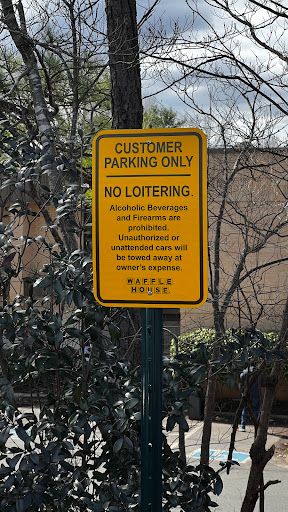 CUSTOMER
PARKING ONLY
NO LOITERING.
Alcoholic Beverages
and Firearms are
prohibited.
Unauthorized or
unattended cars will
be towed away at
owner's expense.
WAFFLE
HOUSE